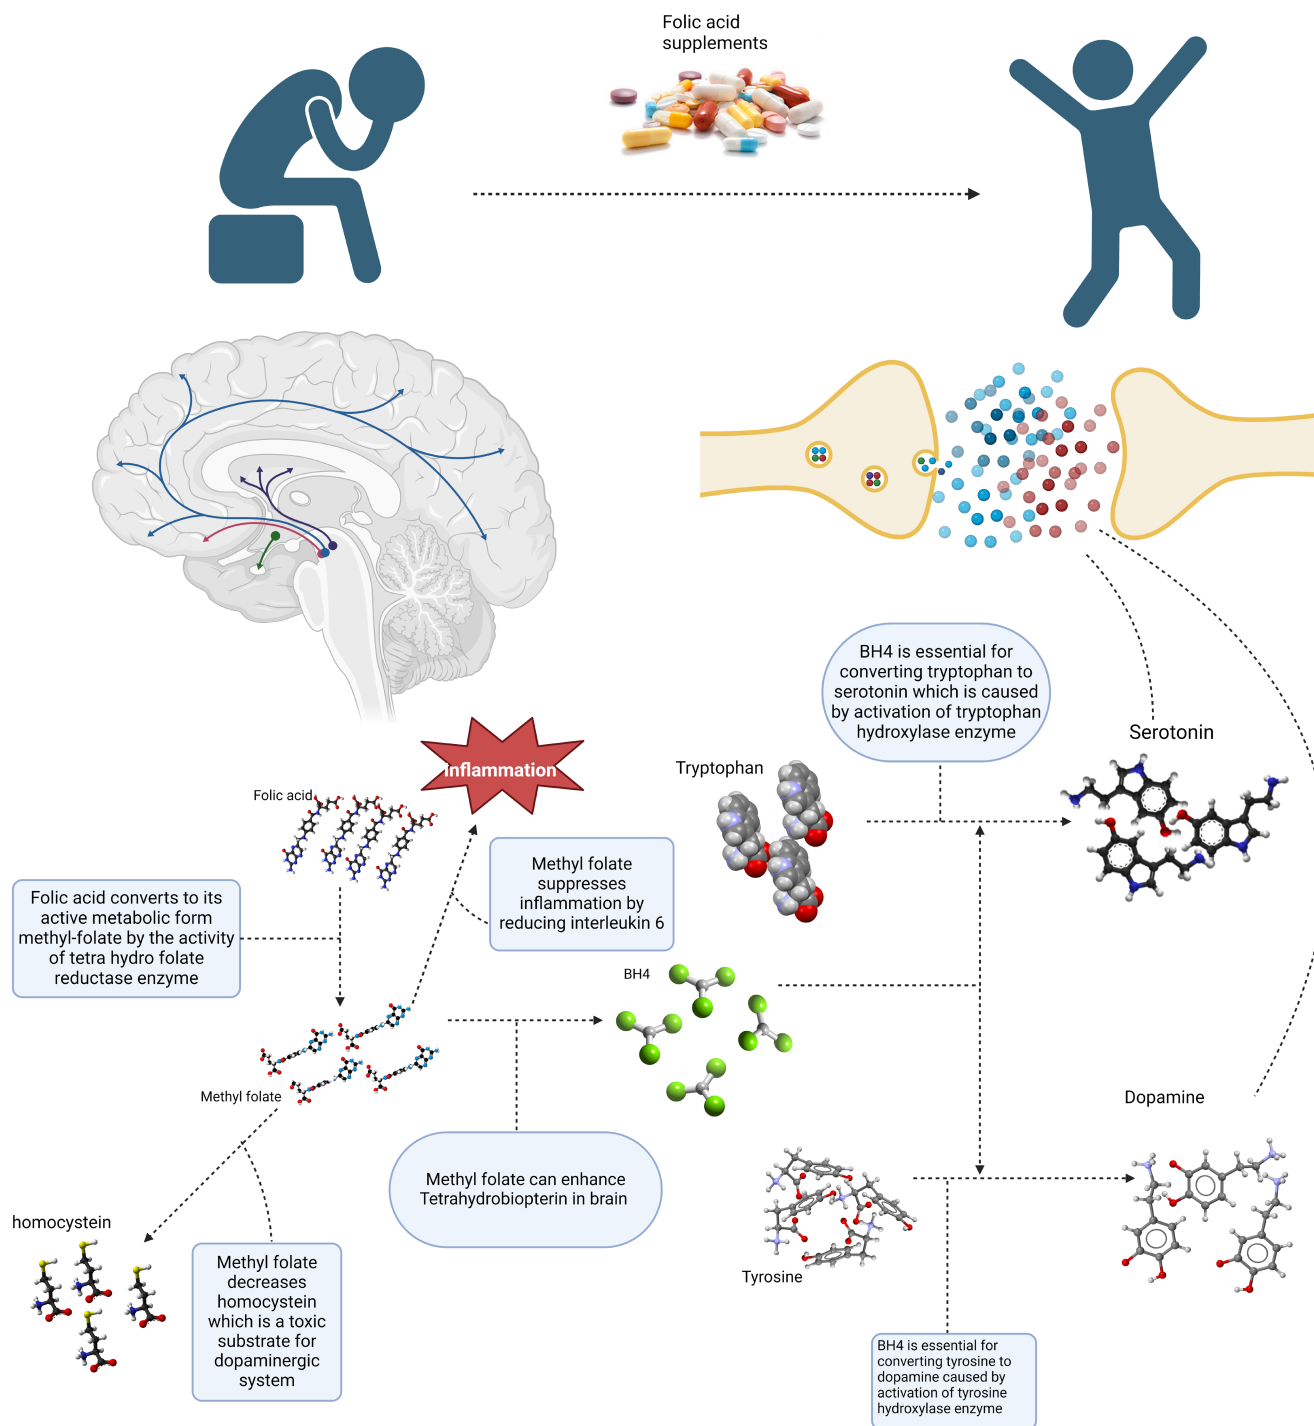 Folic acid
supplements
Inflammation
Folic acid
Methyl folate
suppresses
inflammation by
reducing interleukin 6
Folic acid converts to its
active metabolic form
methyl-folate by the activity
of tetra hydro folate
reductase enzyme
Methyl folate
Methyl folate can enhance
Tetrahydrobiopterin in brain
homocystein
Methyl folate
decreases
homocystein
which is a toxic
substrate for
dopaminergic
system
BH4
BH4 is essential for
converting tryptophan to
serotonin which is caused
by activation of tryptophan
hydroxylase enzyme
Tryptophan
Serotonin
Dopamine
Tyrosine
BH4 is essential for
converting tyrosine to
dopamine caused by
activation of tyrosine
hydroxylase enzyme